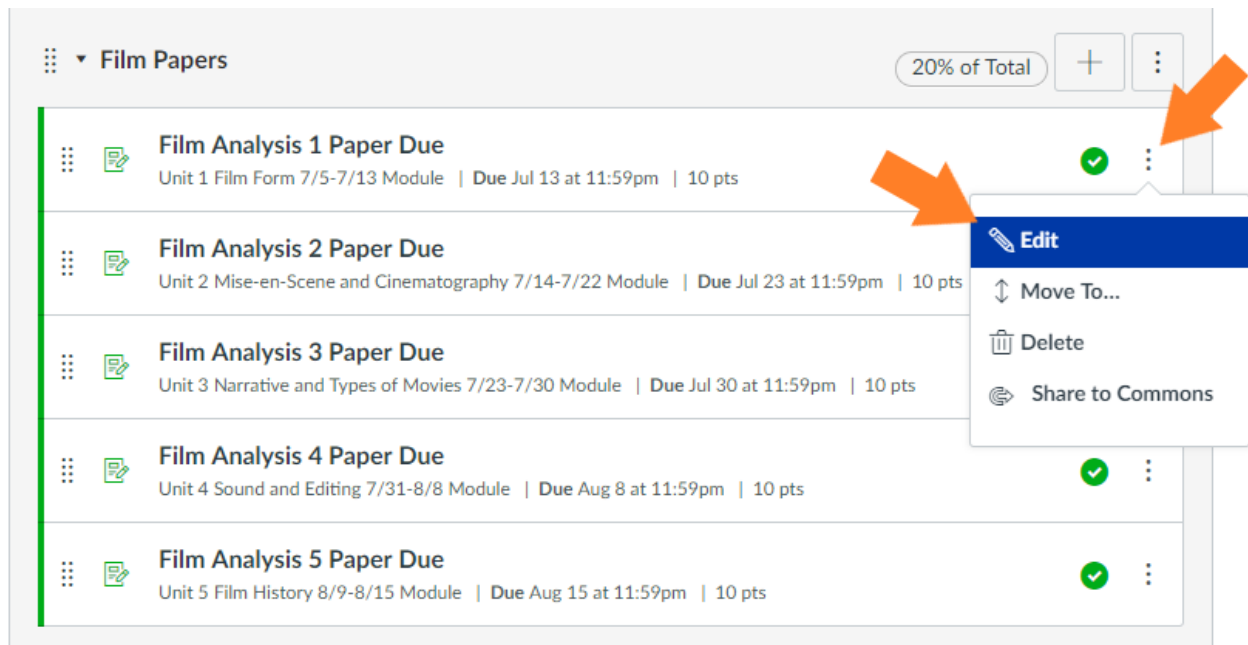 Film Papers
20% of Total
Film Analysis 1 Paper Due
Unit 1 Film Form 7/5-7/13 Module | Due Jul 13 at 11:59pm | 10 pts
Film Analysis 2 Paper Due
Unit 2 Mise-en-Scene and Cinematography 7/14-7/22 Module | Due Jul 23 at 11:59pm | 10 pts
Film Analysis 3 Paper Due
Unit 3 Narrative and Types of Movies 7/23-7/30 Module | Due Jul 30 at 11:59pm | 10 pts
Film Analysis 4 Paper Due
Unit 4 Sound and Editing 7/31-8/8 Module | Due Aug 8 at 11:59pm | 10 pts
Film Analysis 5 Paper Due
Unit 5 Film History 8/9-8/15 Module | Due Aug 15 at 11:59pm | 10 pts
Edit
Move To...
Delete
Share to Commons